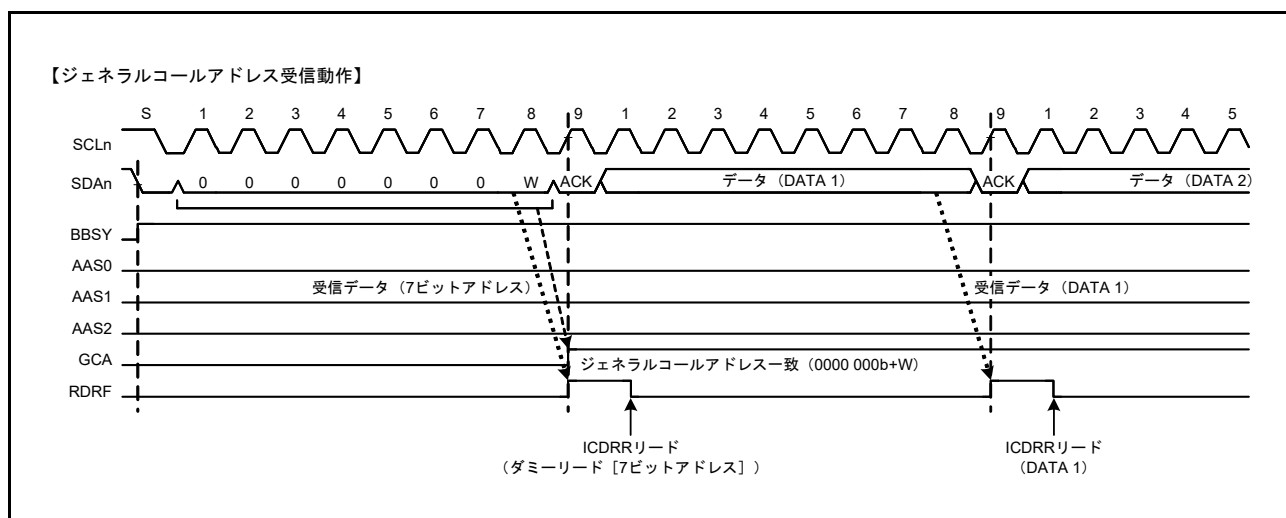 【ジェネラルコールアドレス受信動作】
S 1 2 3 4 5 6 7 8 9 1 2 3 4 5 6 7 8 9 1 2 3 4 5
SCLn
SDAn 0 0 0 0 0 0 0 W ACK データ（DATA 1） ACK データ（DATA 2）
BBSY
AAS0
受信データ（7ビットアドレス） 受信データ（DATA 1）
AAS1
AAS2
GCA
ジェネラルコールアドレス一致（0000 000b+W）
RDRF
ICDRRリード ICDRRリード
（ダミーリード［7ビットアドレス］） （DATA 1）